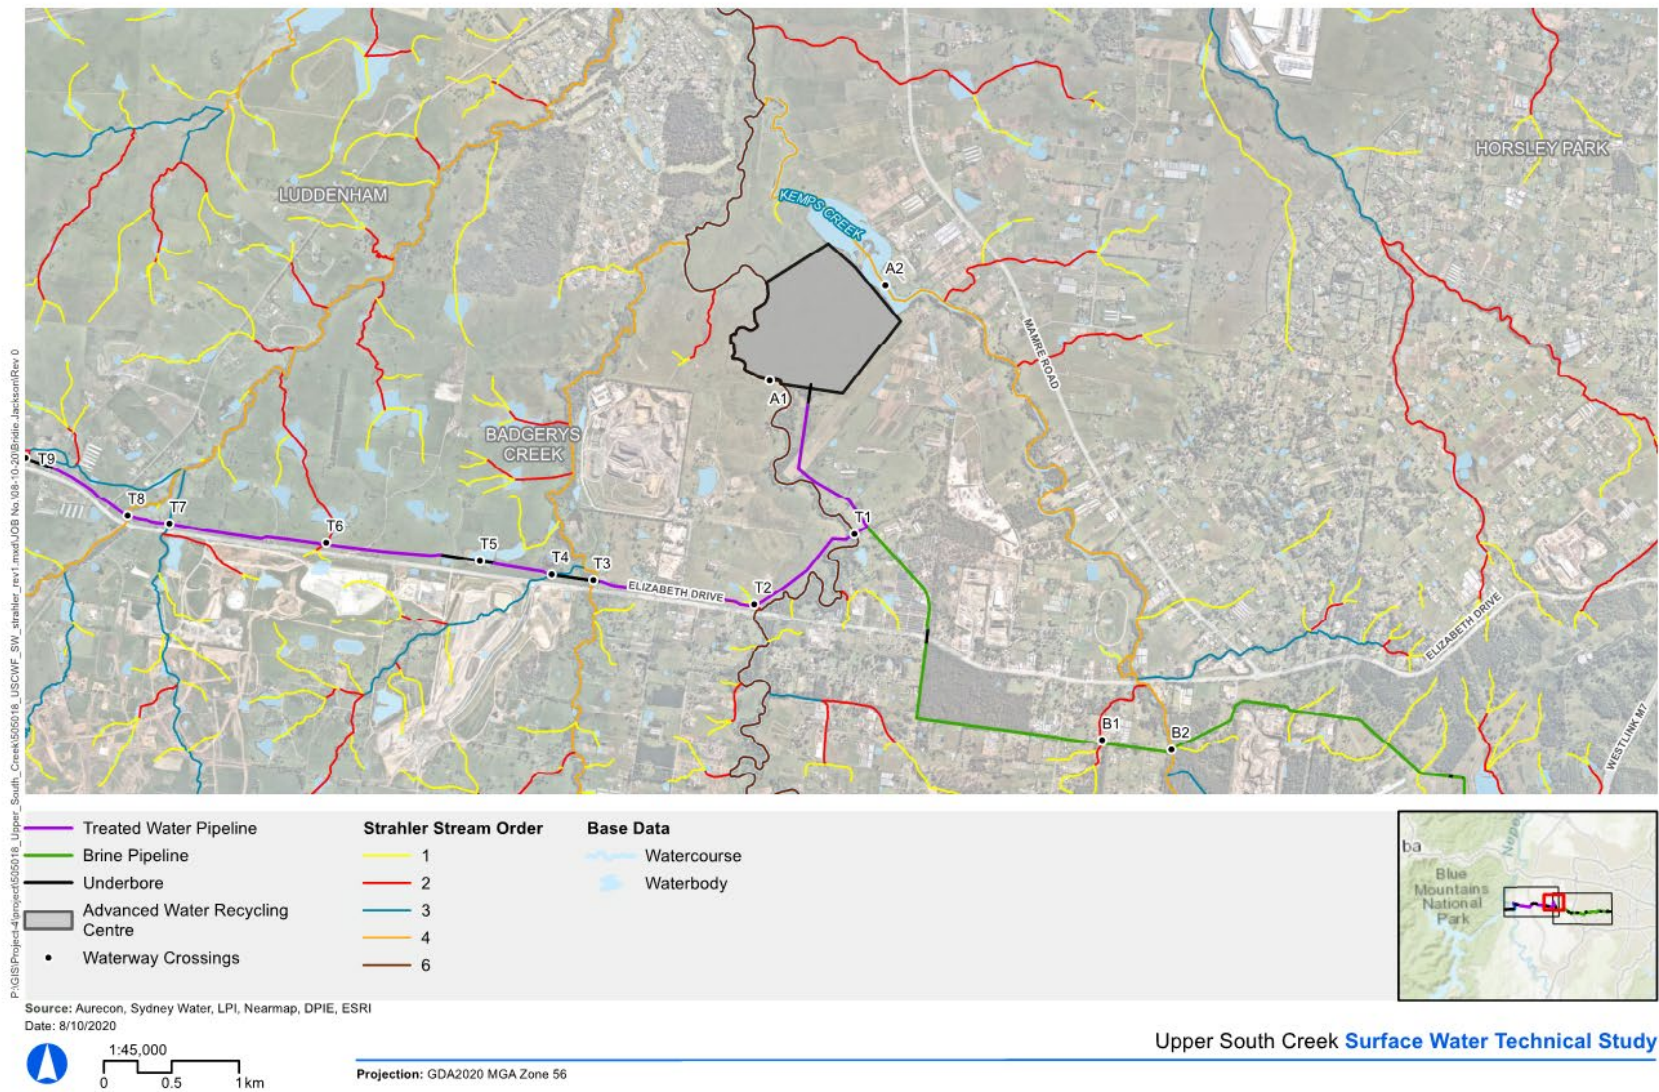 LUDDENHAM
HORSLEY PARK
KEMPS CREEK
A2
MAMRE ROAD
A1
BADGERYS
CREEK
T9
T8
T7
T6
T5
T4
T3
T1
T2
ELIZABETH DRIVE
ELIZABETH DRIVE
B1
B2
WESTLINK M7
Treated Water Pipeline
Brine Pipeline
Underbore
Advanced Water Recycling
Centre
Waterway Crossings
Strahler Stream Order
1
2
3
4
6
Base Data
Watercourse
Waterbody
ba
Blue
Mountains
National
Park
Source: Aurecon, Sydney Water, LPI, Nearmap, DPIE, ESRI
Date: 8/10/2020
1:45,000
0 0.5 1 km
Projection: GDA2020 MGA Zone 56
Upper South Creek Surface Water Technical Study